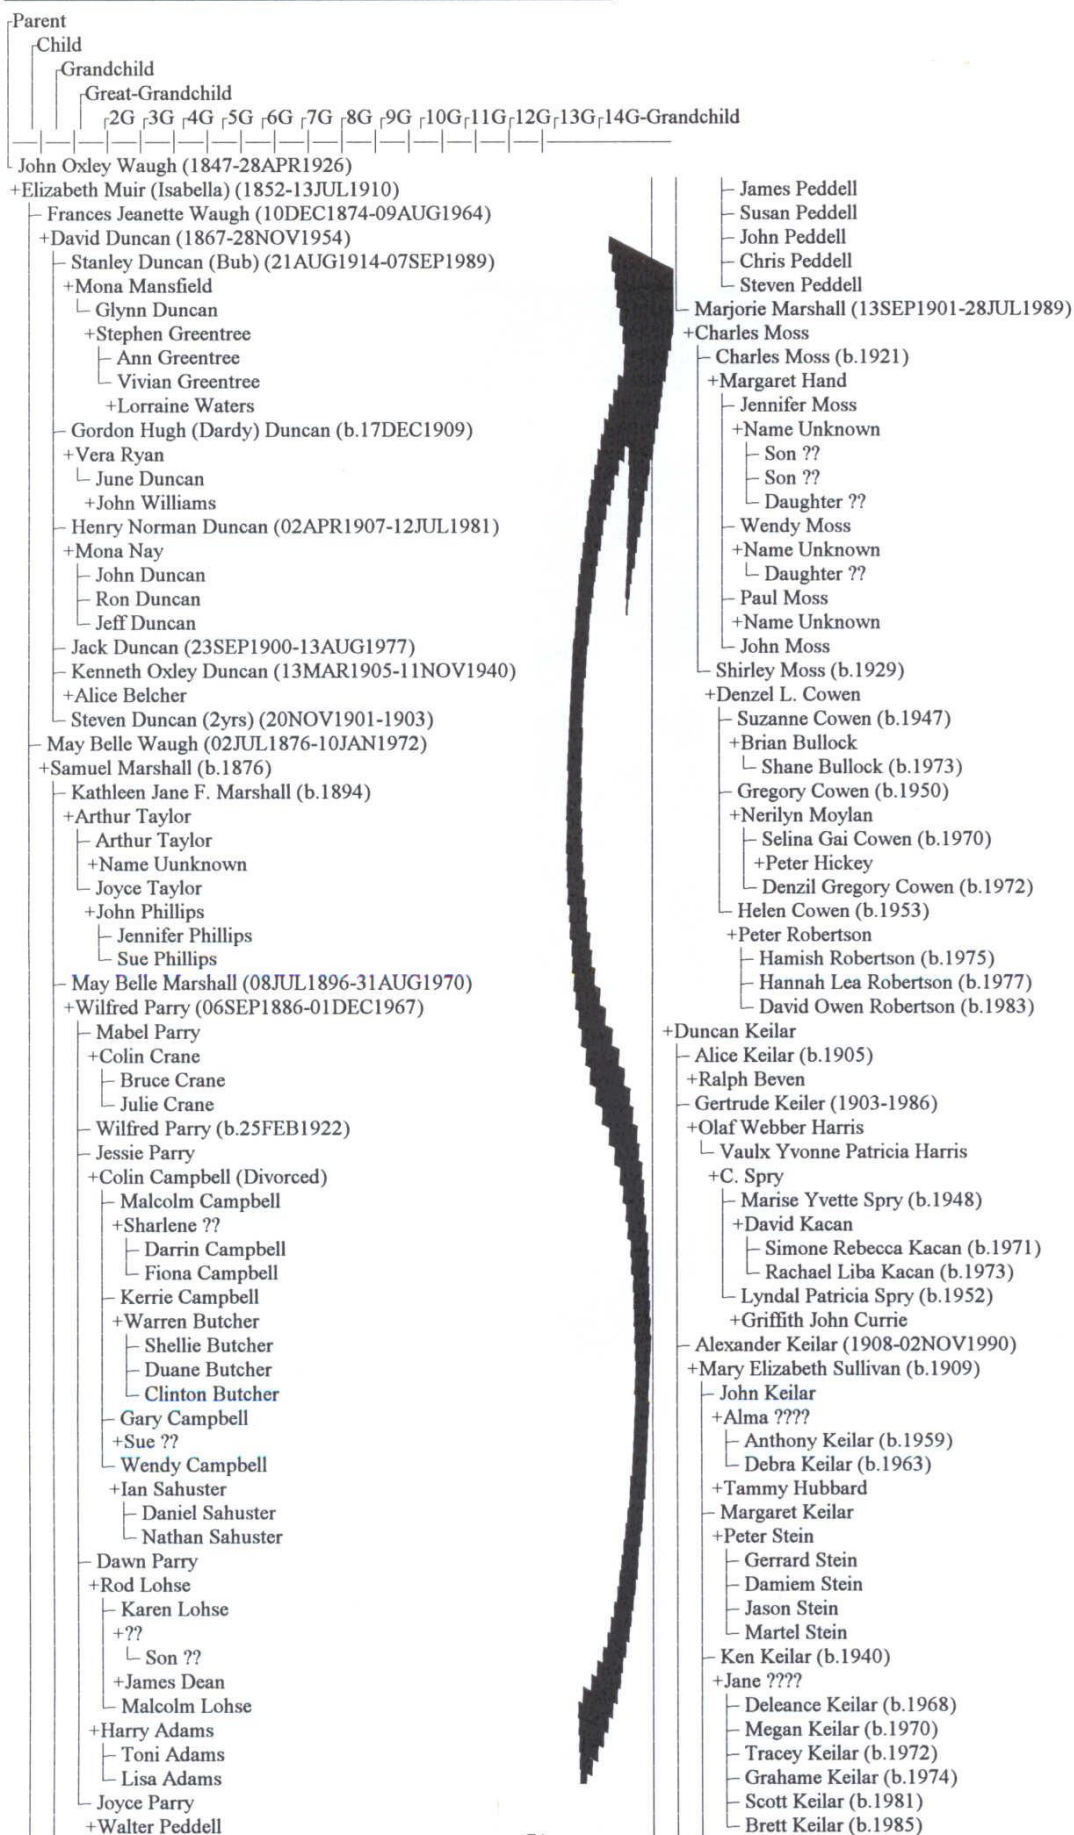 Parent
Child
Grandchild
Great-Grandchild
2G 3G 4G 5G 6G 7G 8G 9G 10G 11G 12G 13G 14G-Grandchild
John Oxley Waugh (1847-28APR1926)
+Elizabeth Muir (Isabella) (1852-13JUL1910)
Frances Jeanette Waugh (10DEC1874-09AUG1964)
+David Duncan (1867-28NOV1954)
Stanley Duncan (Bub) (21AUG1914-07SEP1989)
+Mona Mansfield
Glynn Duncan
+Stephen Greentree
Ann Greentree
Vivian Greentree
+Lorraine Waters
Gordon Hugh (Dardy) Duncan (b.17DEC1909)
+Vera Ryan
June Duncan
+John Williams
Henry Norman Duncan (02APR1907-12JUL1981)
+Mona Nay
John Duncan
Ron Duncan
Jeff Duncan
Jack Duncan (23SEP1900-13AUG1977)
Kenneth Oxley Duncan (13MAR1905-11NOV1940)
+Alice Belcher
Steven Duncan (2yrs) (20NOV1901-1903)
May Belle Waugh (02JUL1876-10JAN1972)
+Samuel Marshall (b.1876)
Kathleen Jane F. Marshall (b.1894)
+Arthur Taylor
Arthur Taylor
+Name Uunknown
Joyce Taylor
+John Phillips
Jennifer Phillips
Sue Phillips
May Belle Marshall (08JUL1896-31AUG1970)
+Wilfred Parry (06SEP1886-01DEC1967)
Mabel Parry
+Colin Crane
Bruce Crane
Julie Crane
Wilfred Parry (b.25FEB1922)
Jessie Parry
+Colin Campbell (Divorced)
Malcolm Campbell
+Sharlene ??
Darrin Campbell
Fiona Campbell
Kerrie Campbell
+Warren Butcher
Shellie Butcher
Duane Butcher
Clinton Butcher
Gary Campbell
+Sue ??
Wendy Campbell
+Ian Sahuster
Daniel Sahuster
Nathan Sahuster
Dawn Parry
+Rod Lohse
Karen Lohse
+??
Son ??
+James Dean
Malcolm Lohse
+Harry Adams
Toni Adams
Lisa Adams
Joyce Parry
+Walter Peddell
James Peddell
Susan Peddell
John Peddell
Chris Peddell
Steven Peddell
Marjorie Marshall (13SEP1901-28JUL1989)
+Charles Moss
Charles Moss (b.1921)
+Margaret Hand
Jennifer Moss
+Name Unknown
Son ??
Son ??
Daughter ??
Wendy Moss
+Name Unknown
Daughter ??
Paul Moss
+Name Unknown
John Moss
Shirley Moss (b.1929)
+Denzel L. Cowen
Suzanne Cowen (b.1947)
+Brian Bullock
Shane Bullock (b.1973)
Gregory Cowen (b.1950)
+Nerilyn Moylan
Selina Gai Cowen (b.1970)
+Peter Hickey
Denzil Gregory Cowen (b.1972)
Helen Cowen (b.1953)
+Peter Robertson
Hamish Robertson (b.1975)
Hannah Lea Robertson (b.1977)
David Owen Robertson (b.1983)
+Duncan Keilar
Alice Keilar (b.1905)
+Ralph Beven
Gertrude Keiler (1903-1986)
+Olaf Webber Harris
Vaulx Yvonne Patricia Harris
+C. Spry
Marise Yvette Spry (b.1948)
+David Kacan
Simone Rebecca Kacan (b.1971)
Rachael Liba Kacan (b.1973)
Lyndal Patricia Spry (b.1952)
+Griffith John Currie
Alexander Keilar (1908-02NOV1990)
+Mary Elizabeth Sullivan (b.1909)
John Keilar
+Alma ????
Anthony Keilar (b.1959)
Debra Keilar (b.1963)
+Tammy Hubbard
Margaret Keilar
+Peter Stein
Gerrard Stein
Damiem Stein
Jason Stein
Martel Stein
Ken Keilar (b.1940)
+Jane ????
Deleance Keilar (b.1968)
Megan Keilar (b.1970)
Tracey Keilar (b.1972)
Grahame Keilar (b.1974)
Scott Keilar (b.1981)
Brett Keilar (b.1985)